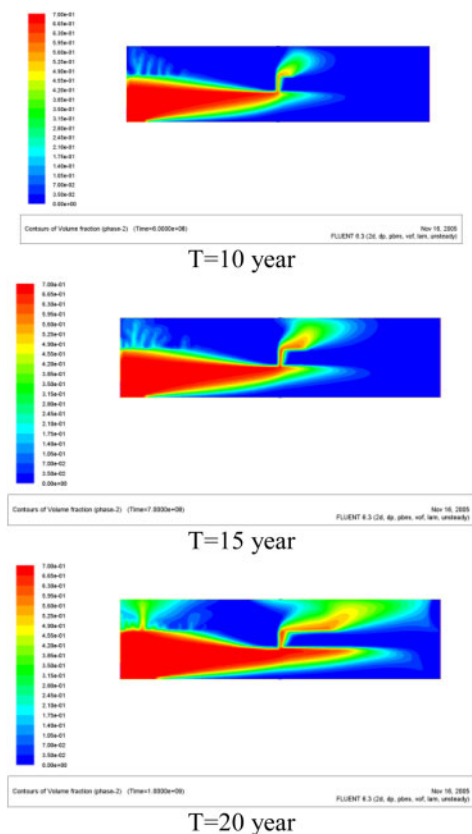 7.00e-01
6.65e-01
6.30e-01
5.95e-01
5.60e-01
5.25e-01
4.90e-01
4.55e-01
4.20e-01
3.85e-01
3.50e-01
3.15e-01
2.80e-01
2.45e-01
2.10e-01
1.75e-01
1.40e-01
1.05e-01
7.00e-02
3.50e-02
0.00e+00
Contours of Volume fraction (phase-2) (Time=6.0000e+08)
Nov 16, 2005
FLUENT 6.3 (2d, dp, pbns, vof, lam, unsteady)
T=10 year
7.00e-01
6.65e-01
6.30e-01
5.95e-01
5.60e-01
5.25e-01
4.90e-01
4.55e-01
4.20e-01
3.85e-01
3.50e-01
3.15e-01
2.80e-01
2.45e-01
2.10e-01
1.75e-01
1.40e-01
1.05e-01
7.00e-02
3.50e-02
0.00e+00
Contours of Volume fraction (phase-2) (Time=7.8000e+08)
Nov 16, 2005
FLUENT 6.3 (2d, dp, pbns, vof, lam, unsteady)
T=15 year
7.00e-01
6.65e-01
6.30e-01
5.95e-01
5.60e-01
5.25e-01
4.90e-01
4.55e-01
4.20e-01
3.85e-01
3.50e-01
3.15e-01
2.80e-01
2.45e-01
2.10e-01
1.75e-01
1.40e-01
1.05e-01
7.00e-02
3.50e-02
0.00e+00
Contours of Volume fraction (phase-2) (Time=1.0000e+09)
Nov 16, 2005
FLUENT 6.3 (2d, dp, pbns, vof, lam, unsteady)
T=20 year